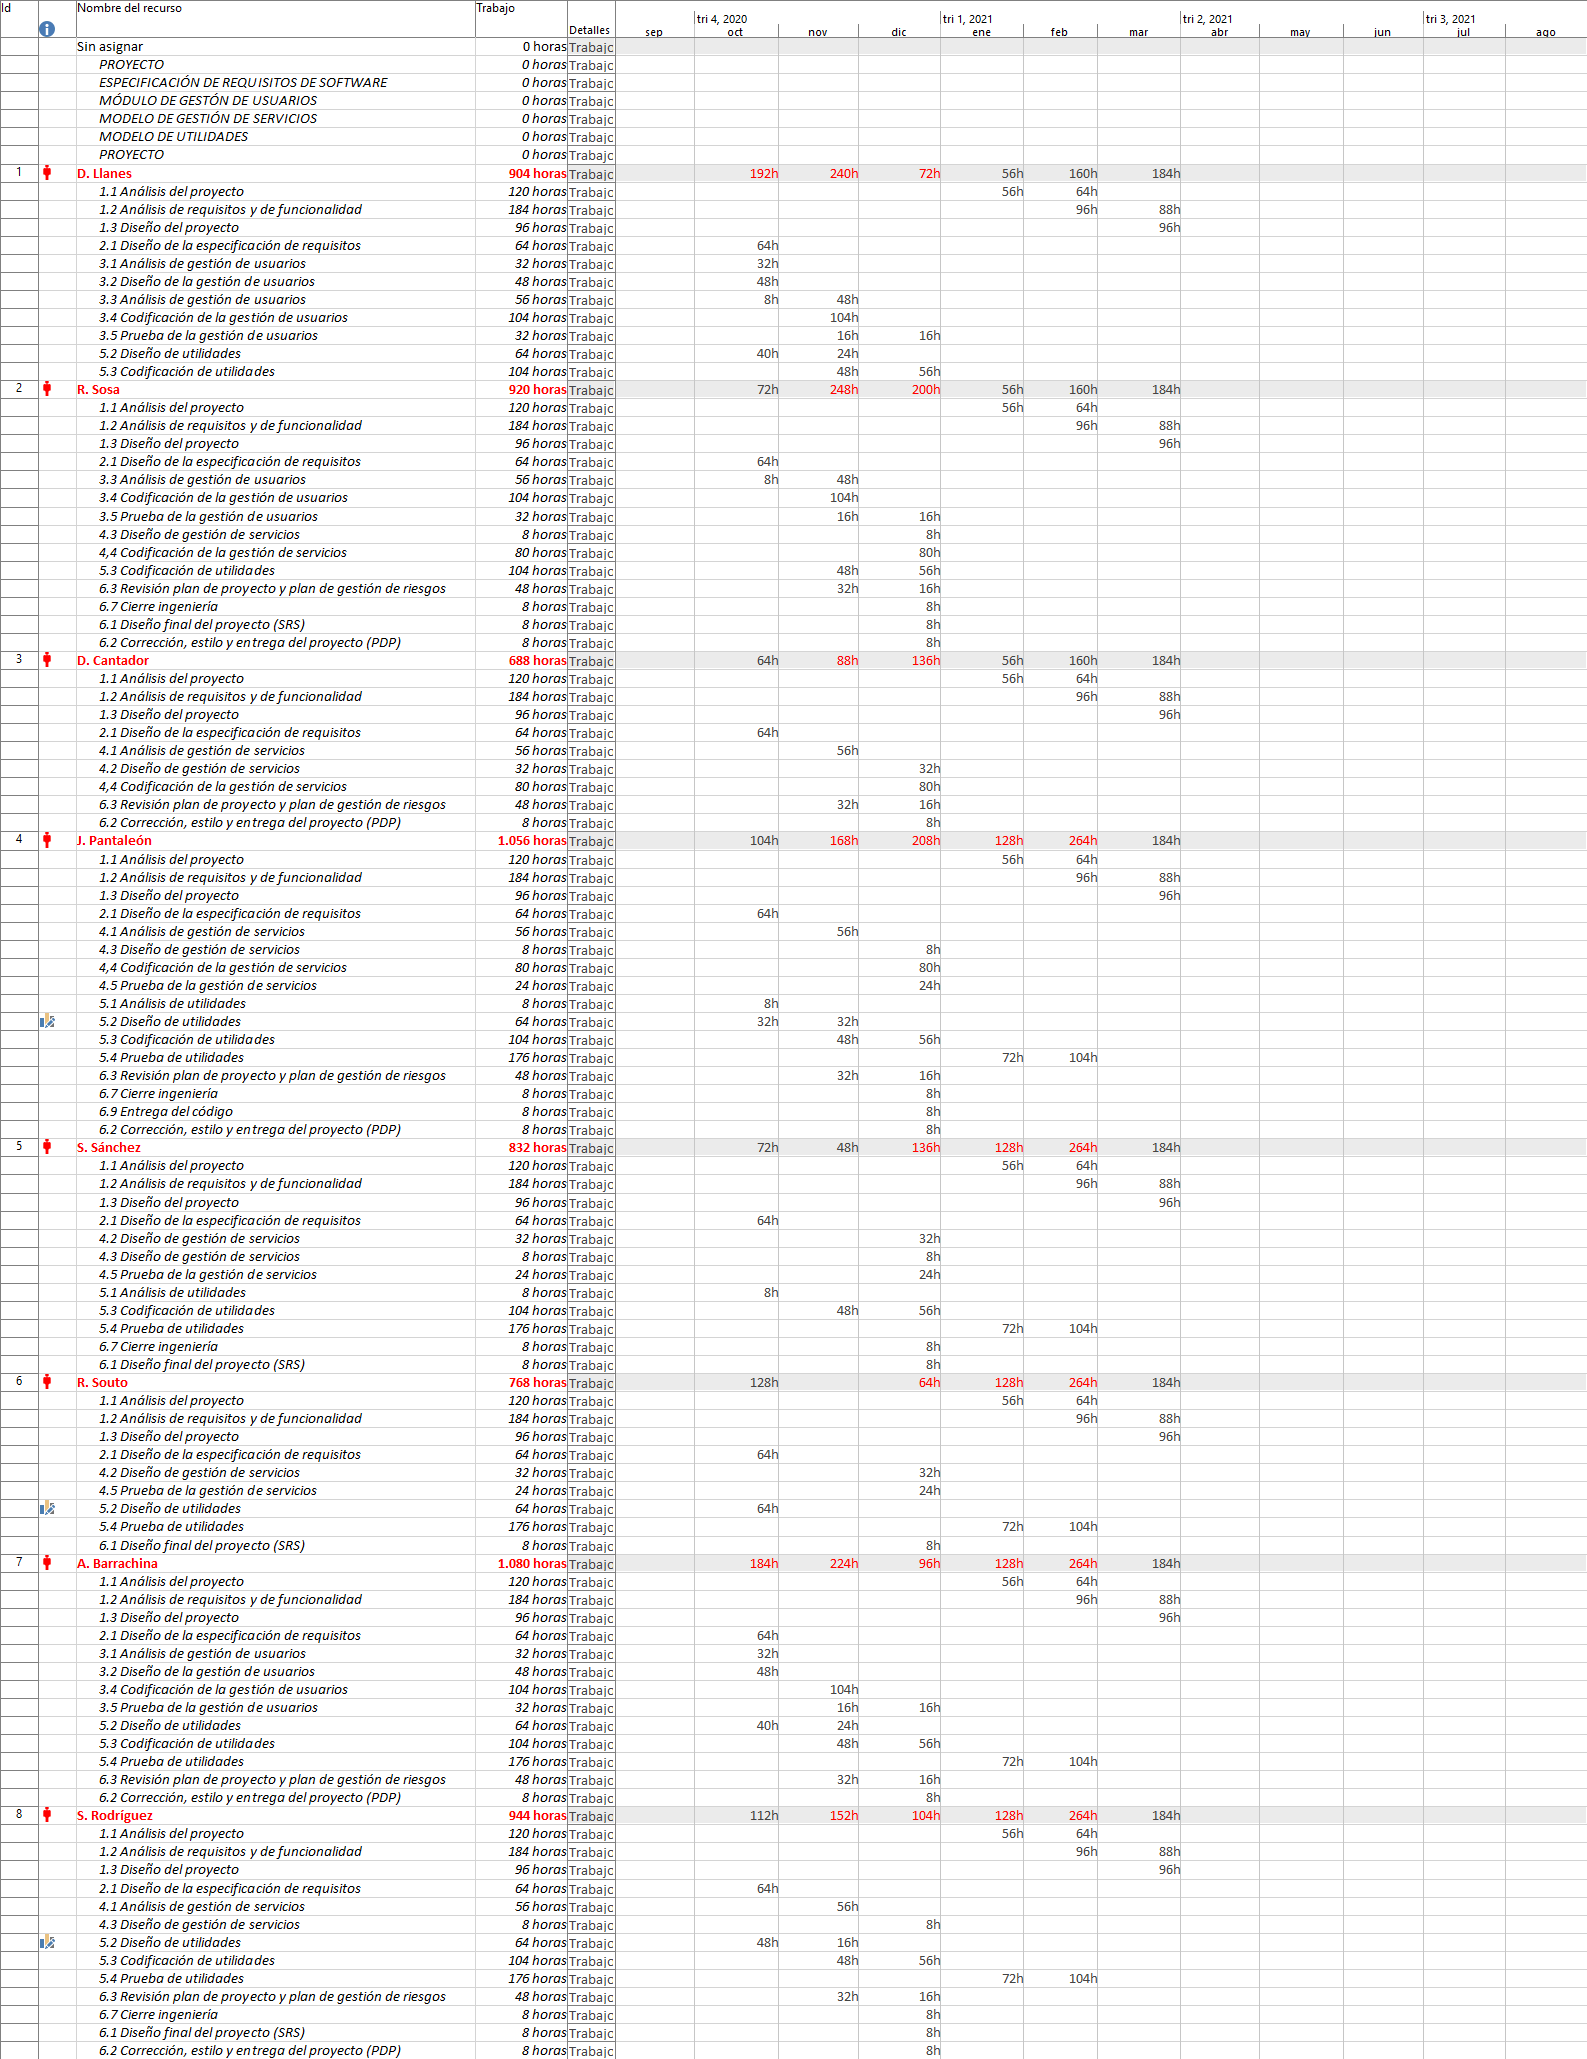 Id Nombre del recurso Trabajo Detalles tri 4, 2020 tri 1, 2021 tri 2, 2021 tri 3, 2021
sep oct nov dic ene feb mar abr may jun jul ago
Sin asignar 0 horas Trabajc
PROYECTO 0 horas Trabajc
ESPECIFICACIÓN DE REQUISITOS DE SOFTWARE 0 horas Trabajc
MÓDULO DE GESTÓN DE USUARIOS 0 horas Trabajc
MODELO DE GESTIÓN DE SERVICIOS 0 horas Trabajc
MODELO DE UTILIDADES 0 horas Trabajc
PROYECTO 0 horas Trabajc
1 D. Llanes 904 horas Trabajc 192h 240h 72h 56h 160h 184h
1.1 Análisis del proyecto 120 horas Trabajc 56h 64h
1.2 Análisis de requisitos y de funcionalidad 184 horas Trabajc 96h 88h
1.3 Diseño del proyecto 96 horas Trabajc 96h
2.1 Diseño de la especificación de requisitos 64 horas Trabajc 64h
3.1 Análisis de gestión de usuarios 32 horas Trabajc 32h
3.2 Diseño de la gestión de usuarios 48 horas Trabajc 48h
3.3 Análisis de gestión de usuarios 56 horas Trabajc 8h 48h
3.4 Codificación de la gestión de usuarios 104 horas Trabajc 104h
3.5 Prueba de la gestión de usuarios 32 horas Trabajc 16h 16h
5.2 Diseño de utilidades 64 horas Trabajc 40h 24h
5.3 Codificación de utilidades 104 horas Trabajc 48h 56h
2 R. Sosa 920 horas Trabajc 72h 248h 200h 56h 160h 184h
1.1 Análisis del proyecto 120 horas Trabajc 56h 64h
1.2 Análisis de requisitos y de funcionalidad 184 horas Trabajc 96h 88h
1.3 Diseño del proyecto 96 horas Trabajc 96h
2.1 Diseño de la especificación de requisitos 64 horas Trabajc 64h
3.3 Análisis de gestión de usuarios 56 horas Trabajc 8h 48h
3.4 Codificación de la gestión de usuarios 104 horas Trabajc 104h
3.5 Prueba de la gestión de usuarios 32 horas Trabajc 16h 16h
4.3 Diseño de gestión de servicios 8 horas Trabajc 8h
4,4 Codificación de la gestión de servicios 80 horas Trabajc 80h
5.3 Codificación de utilidades 104 horas Trabajc 48h 56h
6.3 Revisión plan de proyecto y plan de gestión de riesgos 48 horas Trabajc 32h 16h
6.7 Cierre ingeniería 8 horas Trabajc 8h
6.1 Diseño final del proyecto (SRS) 8 horas Trabajc 8h
6.2 Corrección, estilo y entrega del proyecto (PDP) 8 horas Trabajc 8h
3 D. Cantador 688 horas Trabajc 64h 88h 136h 56h 160h 184h
1.1 Análisis del proyecto 120 horas Trabajc 56h 64h
1.2 Análisis de requisitos y de funcionalidad 184 horas Trabajc 96h 88h
1.3 Diseño del proyecto 96 horas Trabajc 96h
2.1 Diseño de la especificación de requisitos 64 horas Trabajc 64h
4.1 Análisis de gestión de servicios 56 horas Trabajc 56h
4.2 Diseño de gestión de servicios 32 horas Trabajc 32h
4,4 Codificación de la gestión de servicios 80 horas Trabajc 80h
6.3 Revisión plan de proyecto y plan de gestión de riesgos 48 horas Trabajc 32h 16h
6.2 Corrección, estilo y entrega del proyecto (PDP) 8 horas Trabajc 8h
4 J. Pantaleón 1.056 horas Trabajc 104h 168h 208h 128h 264h 184h
1.1 Análisis del proyecto 120 horas Trabajc 56h 64h
1.2 Análisis de requisitos y de funcionalidad 184 horas Trabajc 96h 88h
1.3 Diseño del proyecto 96 horas Trabajc 96h
2.1 Diseño de la especificación de requisitos 64 horas Trabajc 64h
4.1 Análisis de gestión de servicios 56 horas Trabajc 56h
4.3 Diseño de gestión de servicios 8 horas Trabajc 8h
4,4 Codificación de la gestión de servicios 80 horas Trabajc 80h
4.5 Prueba de la gestión de servicios 24 horas Trabajc 24h
5.1 Análisis de utilidades 8 horas Trabajc 8h
5.2 Diseño de utilidades 64 horas Trabajc 32h 32h
5.3 Codificación de utilidades 104 horas Trabajc 48h 56h
5.4 Prueba de utilidades 176 horas Trabajc 72h 104h
6.3 Revisión plan de proyecto y plan de gestión de riesgos 48 horas Trabajc 32h 16h
6.7 Cierre ingeniería 8 horas Trabajc 8h
6.9 Entrega del código 8 horas Trabajc 8h
6.2 Corrección, estilo y entrega del proyecto (PDP) 8 horas Trabajc 8h
5 S. Sánchez 832 horas Trabajc 72h 48h 136h 128h 264h 184h
1.1 Análisis del proyecto 120 horas Trabajc 56h 64h
1.2 Análisis de requisitos y de funcionalidad 184 horas Trabajc 96h 88h
1.3 Diseño del proyecto 96 horas Trabajc 96h
2.1 Diseño de la especificación de requisitos 64 horas Trabajc 64h
4.2 Diseño de gestión de servicios 32 horas Trabajc 32h
4.3 Diseño de gestión de servicios 8 horas Trabajc 8h
4.5 Prueba de la gestión de servicios 24 horas Trabajc 24h
5.1 Análisis de utilidades 8 horas Trabajc 8h
5.3 Codificación de utilidades 104 horas Trabajc 48h 56h
5.4 Prueba de utilidades 176 horas Trabajc 72h 104h
6.7 Cierre ingeniería 8 horas Trabajc 8h
6.1 Diseño final del proyecto (SRS) 8 horas Trabajc 8h
6 R. Souto 768 horas Trabajc 128h 64h 128h 264h 184h
1.1 Análisis del proyecto 120 horas Trabajc 56h 64h
1.2 Análisis de requisitos y de funcionalidad 184 horas Trabajc 96h 88h
1.3 Diseño del proyecto 96 horas Trabajc 96h
2.1 Diseño de la especificación de requisitos 64 horas Trabajc 64h
4.2 Diseño de gestión de servicios 32 horas Trabajc 32h
4.5 Prueba de la gestión de servicios 24 horas Trabajc 24h
5.2 Diseño de utilidades 64 horas Trabajc 64h
5.4 Prueba de utilidades 176 horas Trabajc 72h 104h
6.1 Diseño final del proyecto (SRS) 8 horas Trabajc 8h
7 A. Barrachina 1.080 horas Trabajc 184h 224h 96h 128h 264h 184h
1.1 Análisis del proyecto 120 horas Trabajc 56h 64h
1.2 Análisis de requisitos y de funcionalidad 184 horas Trabajc 96h 88h
1.3 Diseño del proyecto 96 horas Trabajc 96h
2.1 Diseño de la especificación de requisitos 64 horas Trabajc 64h
3.1 Análisis de gestión de usuarios 32 horas Trabajc 32h
3.2 Diseño de la gestión de usuarios 48 horas Trabajc 48h
3.4 Codificación de la gestión de usuarios 104 horas Trabajc 104h
3.5 Prueba de la gestión de usuarios 32 horas Trabajc 16h 16h
5.2 Diseño de utilidades 64 horas Trabajc 40h 24h
5.3 Codificación de utilidades 104 horas Trabajc 48h 56h
5.4 Prueba de utilidades 176 horas Trabajc 72h 104h
6.3 Revisión plan de proyecto y plan de gestión de riesgos 48 horas Trabajc 32h 16h
6.2 Corrección, estilo y entrega del proyecto (PDP) 8 horas Trabajc 8h
8 S. Rodríguez 944 horas Trabajc 112h 152h 104h 128h 264h 184h
1.1 Análisis del proyecto 120 horas Trabajc 56h 64h
1.2 Análisis de requisitos y de funcionalidad 184 horas Trabajc 96h 88h
1.3 Diseño del proyecto 96 horas Trabajc 96h
2.1 Diseño de la especificación de requisitos 64 horas Trabajc 64h
4.1 Análisis de gestión de servicios 56 horas Trabajc 56h
4.3 Diseño de gestión de servicios 8 horas Trabajc 8h
5.2 Diseño de utilidades 64 horas Trabajc 48h 16h
5.3 Codificación de utilidades 104 horas Trabajc 48h 56h
5.4 Prueba de utilidades 176 horas Trabajc 72h 104h
6.3 Revisión plan de proyecto y plan de gestión de riesgos 48 horas Trabajc 32h 16h
6.7 Cierre ingeniería 8 horas Trabajc 8h
6.1 Diseño final del proyecto (SRS) 8 horas Trabajc 8h
6.2 Corrección, estilo y entrega del proyecto (PDP) 8 horas Trabajc 8h